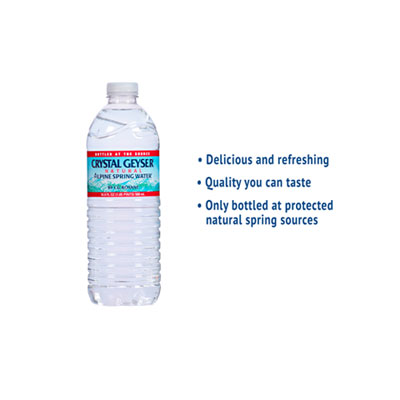 BOTTLED AT THE SOURCE
CRYSTAL GEYSER
NATURAL
ALPINE SPRING WATER
• Delicious and refreshing
• Quality you can taste
• Only bottled at protected
natural spring sources